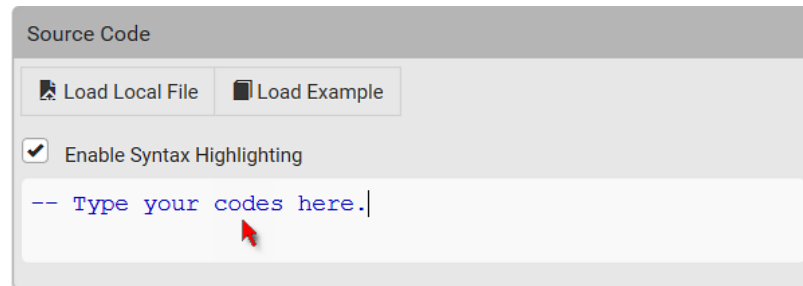 Source Code
Load Local File Load Example
Enable Syntax Highlighting
-- Type your codes here.